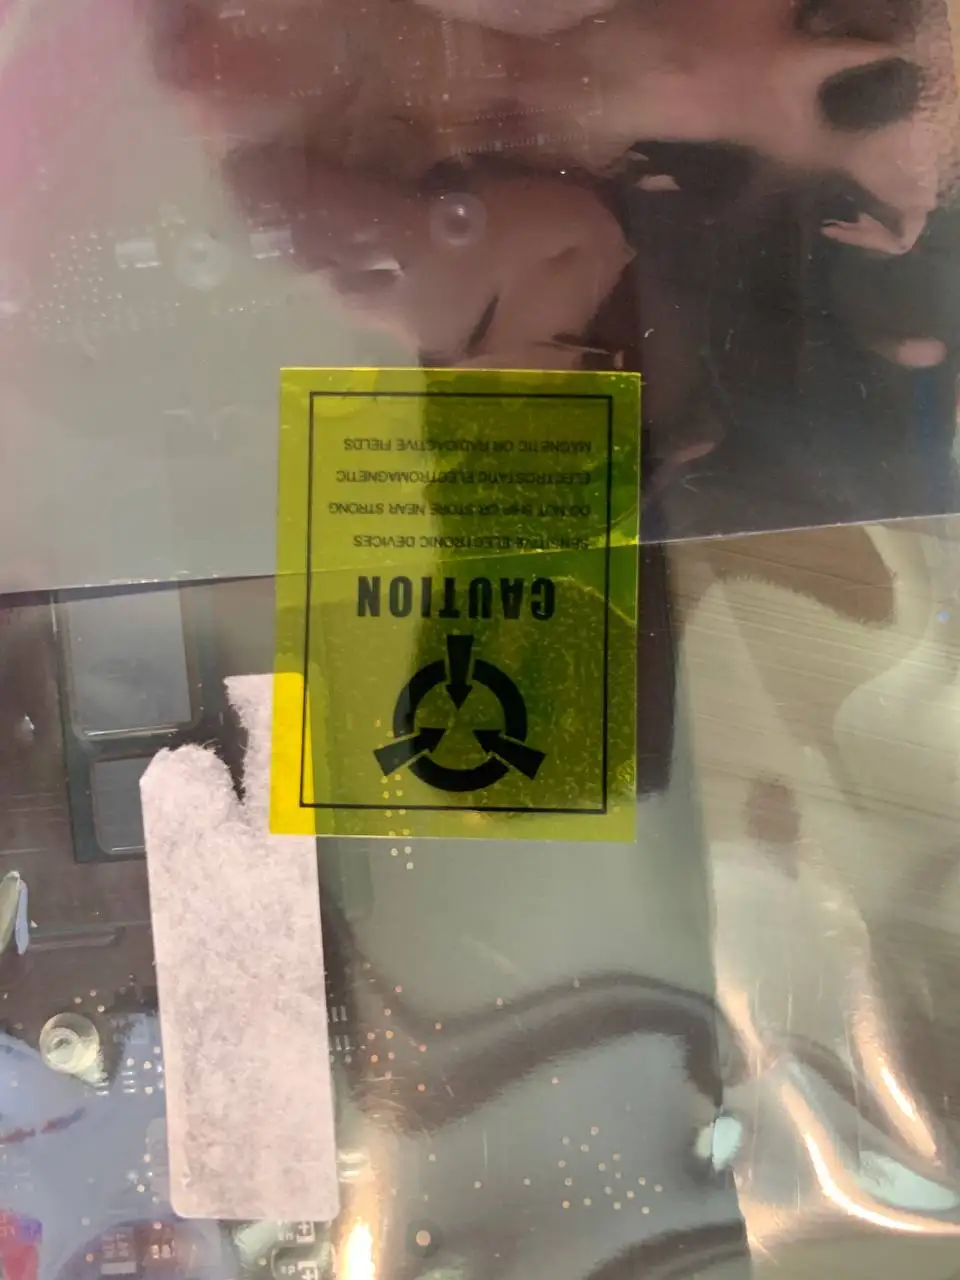 CAUTION
SENSITIVE ELECTRONIC DEVICES
DO NOT SHIP OR STORE NEAR STRONG
ELECTROSTATIC ELECTROMAGNETIC
MAGNETIC OR RADIOACTIVE FIELDS